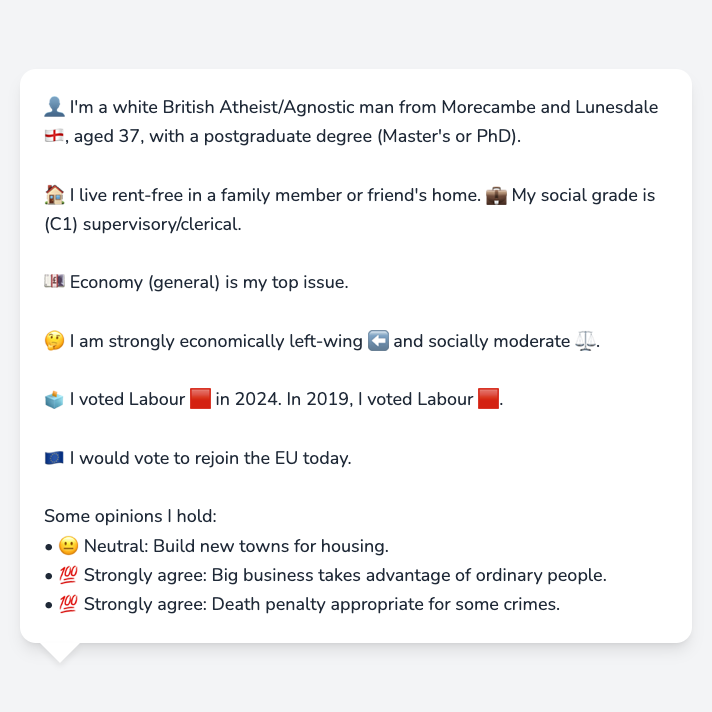 👤 I'm a white British Atheist/Agnostic man from Morecambe and Lunesdale
🏴󠁧󠁢󠁥󠁮󠁧󠁿, aged 37, with a postgraduate degree (Master's or PhD).
🏠 I live rent-free in a family member or friend's home. 💼 My social grade is
(C1) supervisory/clerical.
💷 Economy (general) is my top issue.
🤔 I am strongly economically left-wing ⬅️ and socially moderate ⚖️.
🗳️ I voted Labour 🟥 in 2024. In 2019, I voted Labour 🟥.
🇪🇺 I would vote to rejoin the EU today.
Some opinions I hold:
• 😐 Neutral: Build new towns for housing.
• 💯 Strongly agree: Big business takes advantage of ordinary people.
• 💯 Strongly agree: Death penalty appropriate for some crimes.